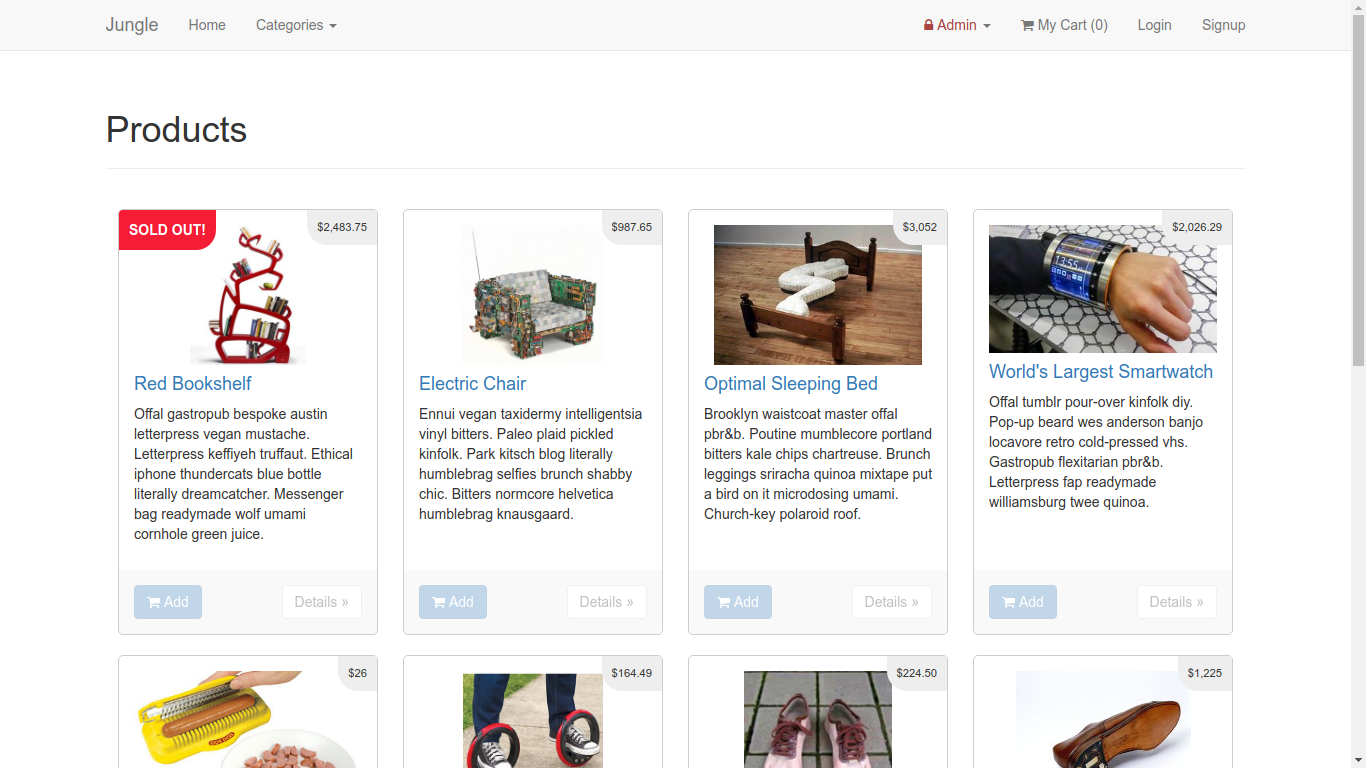 Jungle Home Categories Admin My Cart (0) Login Signup
Products
SOLD OUT! $2,483.75
Red Bookshelf
Offal gastropub bespoke austin
letterpress vegan mustache.
Letterpress keffiyeh truffaut. Ethical
iphone thundercats blue bottle
literally dreamcatcher. Messenger
bag readymade wolf umami
cornhole green juice.
Add Details »
$987.65
Electric Chair
Ennui vegan taxidermy intelligentsia
vinyl bitters. Paleo plaid pickled
kinfolk. Park kitsch blog literally
humblebrag selfies brunch shabby
chic. Bitters normcore helvetica
humblebrag knausgaard.
Add Details »
$3,052
Optimal Sleeping Bed
Brooklyn waistcoat master offal
pbr&b. Poutine mumblecore portland
bitters kale chips chartreuse. Brunch
leggings sriracha quinoa mixtape put
a bird on it microdosing umami.
Church-key polaroid roof.
Add Details »
$2,026.29
13:55
World's Largest Smartwatch
Offal tumblr pour-over kinfolk diy.
Pop-up beard wes anderson banjo
locavore retro cold-pressed vhs.
Gastropub flexitarian pbr&b.
Letterpress fap readymade
williamsburg twee quinoa.
Add Details »
$26
$164.49
$224.50
$1,225